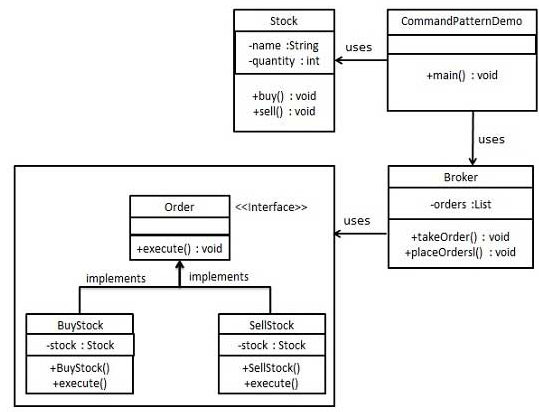 Stock
-name :String
-quantity : int
+buy() : void
+sell() : void
uses
CommandPatternDemo
+main() : void
uses
Broker
-orders :List
+takeOrder() : void
+placeOrdersl() : void
uses
Order
<<Interface>>
+execute() : void
implements
implements
BuyStock
-stock : Stock
+BuyStock()
+execute()
SellStock
-stock : Stock
+SellStock()
+execute()